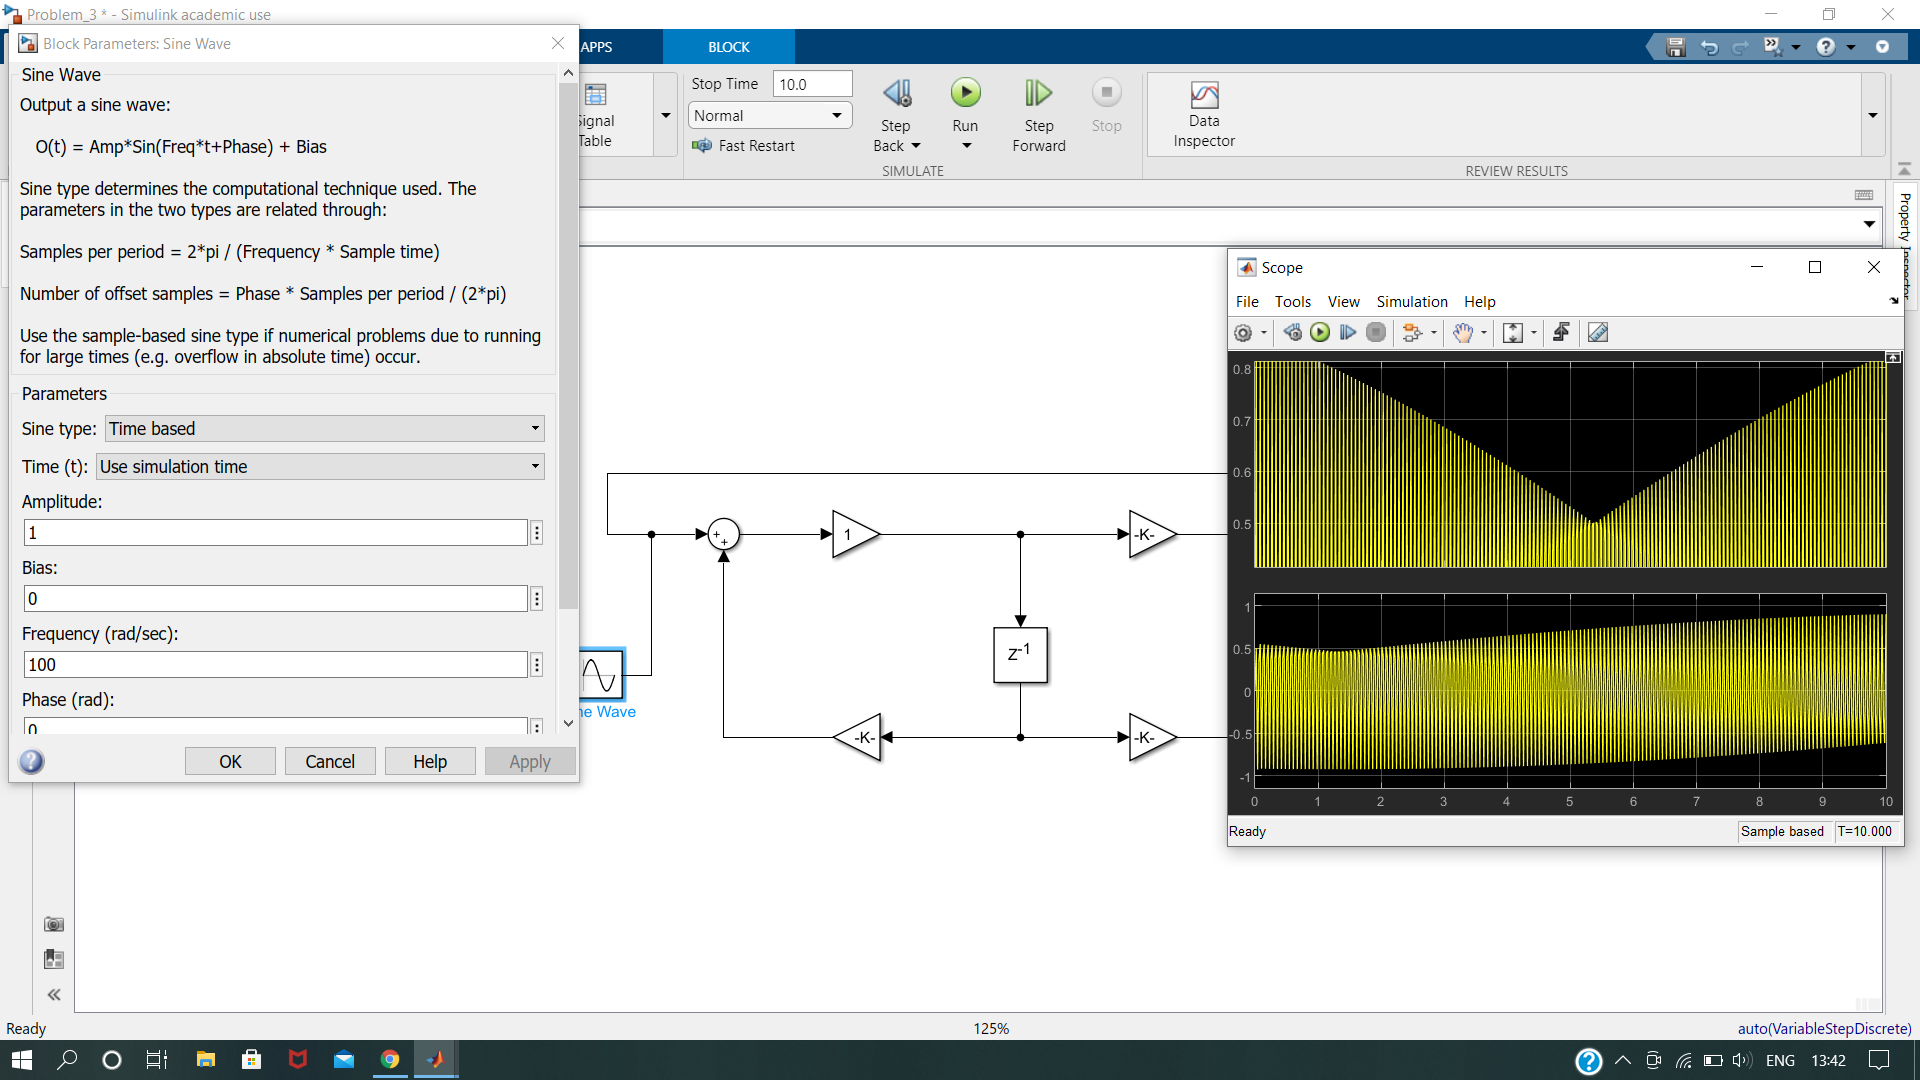 Problem_3 * - Simulink academic use
Block Parameters: Sine Wave
APPS
BLOCK
Sine Wave
Output a sine wave:
O(t) = Amp*Sin(Freq*t+Phase) + Bias
Sine type determines the computational technique used. The
parameters in the two types are related through:
Samples per period = 2*pi / (Frequency * Sample time)
Number of offset samples = Phase * Samples per period / (2*pi)
Use the sample-based sine type if numerical problems due to running
for large times (e.g. overflow in absolute time) occur.
Parameters
Sine type: Time based
Time (t): Use simulation time
Amplitude:
1
Bias:
0
Frequency (rad/sec):
100
Phase (rad):
0
OK
Cancel
Help
Apply
Signal
Table
Stop Time 10.0
Normal
Fast Restart
Step
Back
Run
Step
Forward
Stop
SIMULATE
Data
Inspector
REVIEW RESULTS
Property Inspector
+
+
1
-K-
Z-1
-K-
-K-
ne Wave
Scope
File Tools View Simulation Help
0.8
0.7
0.6
0.5
1
0.5
0
-0.5
-1
0 1 2 3 4 5 6 7 8 9 10
Ready
Sample based
T=10.000
Ready
125%
auto(VariableStepDiscrete)
ENG
13:42